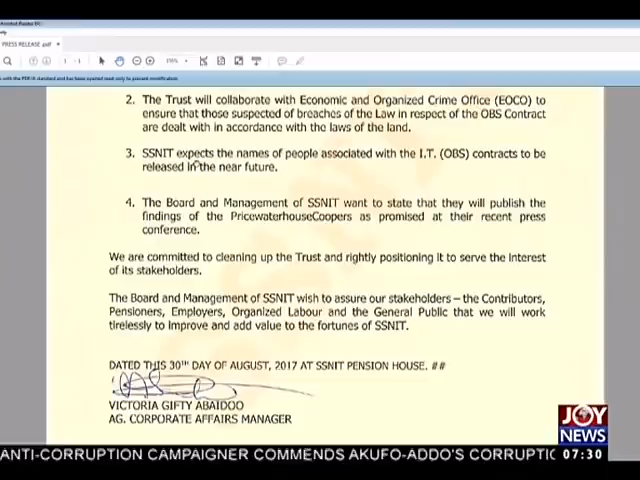 PRESS RELEASE.pdf
2. The Trust will collaborate with Economic and Organized Crime Office (EOCO) to
ensure that those suspected of breaches of the Law in respect of the OBS Contract
are dealt with in accordance with the laws of the land.
3. SSNIT expects the names of people associated with the I.T. (OBS) contracts to be
released in the near future.
4. The Board and Management of SSNIT want to state that they will publish the
findings of the PricewaterhouseCoopers as promised at their recent press
conference.
We are committed to cleaning up the Trust and rightly positioning it to serve the interest
of its stakeholders.
The Board and Management of SSNIT wish to assure our stakeholders – the Contributors,
Pensioners, Employers, Organized Labour and the General Public that we will work
tirelessly to improve and add value to the fortunes of SSNIT.
DATED THIS 30TH DAY OF AUGUST, 2017 AT SSNIT PENSION HOUSE. ##
VICTORIA GIFTY ABAIDOO
AG. CORPORATE AFFAIRS MANAGER
JOY
NEWS
ANTI-CORRUPTION CAMPAIGNER COMMENDS AKUFO-ADDO'S CORRUPTIO
07:30